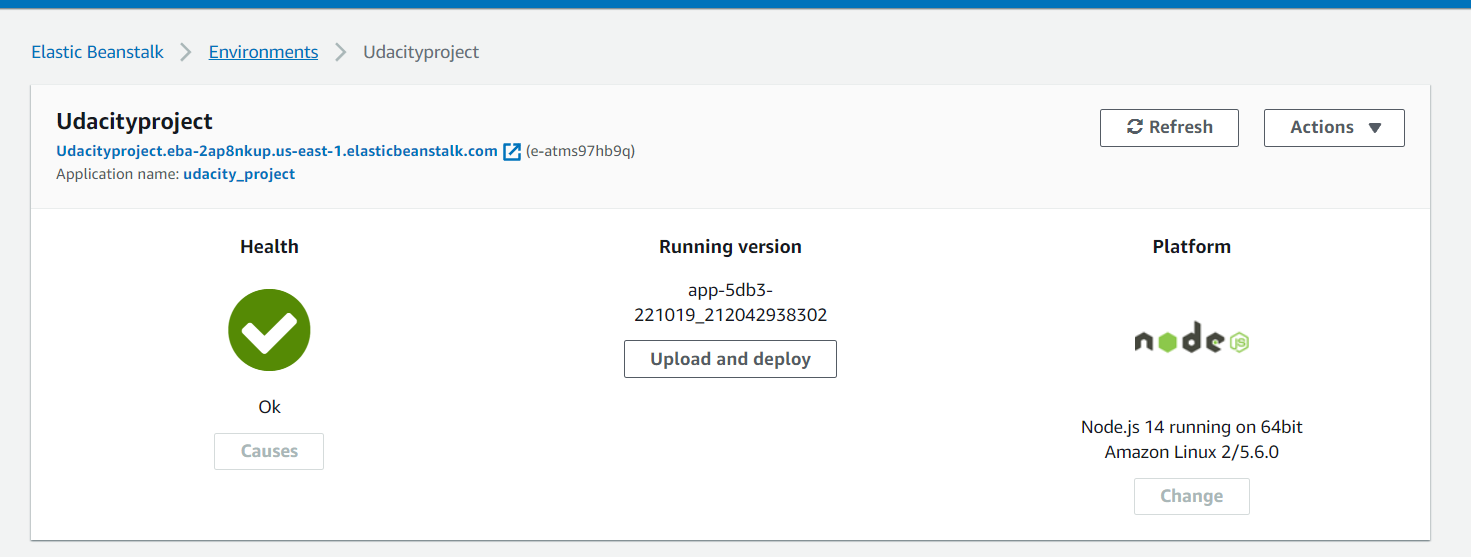 Elastic Beanstalk > Environments > Udacityproject
Udacityproject
Refresh
Actions
Udacityproject.eba-2ap8nkup.us-east-1.elasticbeanstalk.com (e-atms97hb9q)
Application name: udacity_project
Health
Running version
Platform
app-5db3-
221019_212042938302
Upload and deploy
node
JS
Ok
Causes
Node.js 14 running on 64bit
Amazon Linux 2/5.6.0
Change